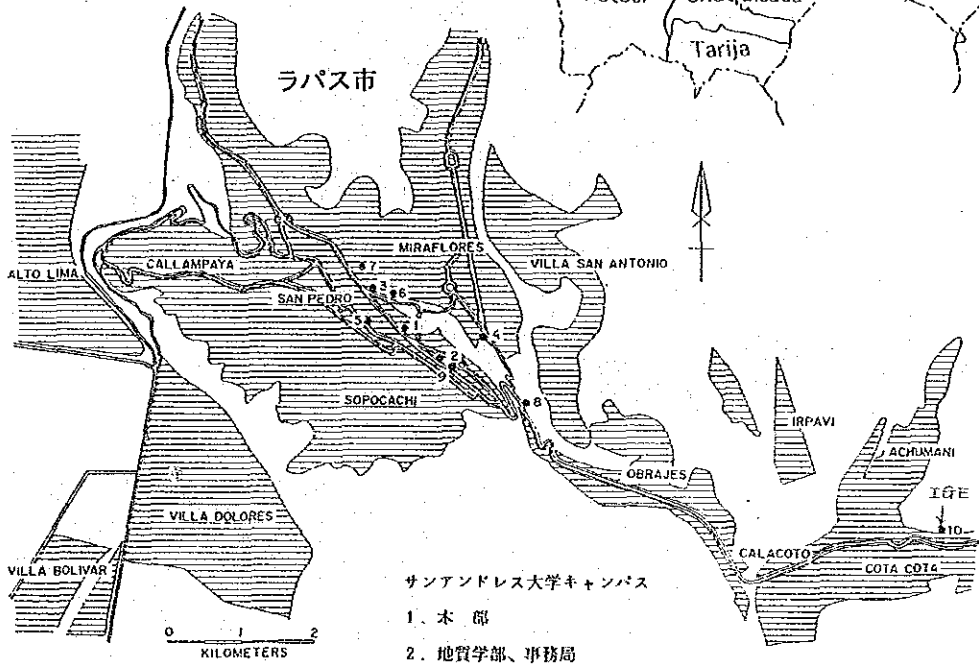 Tarija
ラパス市
MIRAFLORES
VILLA SAN ANTONIO
ALTO LIMA
CALLAMPAYA
7
SAN PEDRO
3
6
5
1
4
2
9
SOPOCACHI
8
IRPAVI
ACHUMANI
OBRAJES
IGE
10
VILLA DOLORES
CALACOTO
COTA COTA
VILLA BOLIVAR
サンアンドレス大学キャンパス
0 1 2
KILOMETERS
1、本部
2．地質学部、事務局